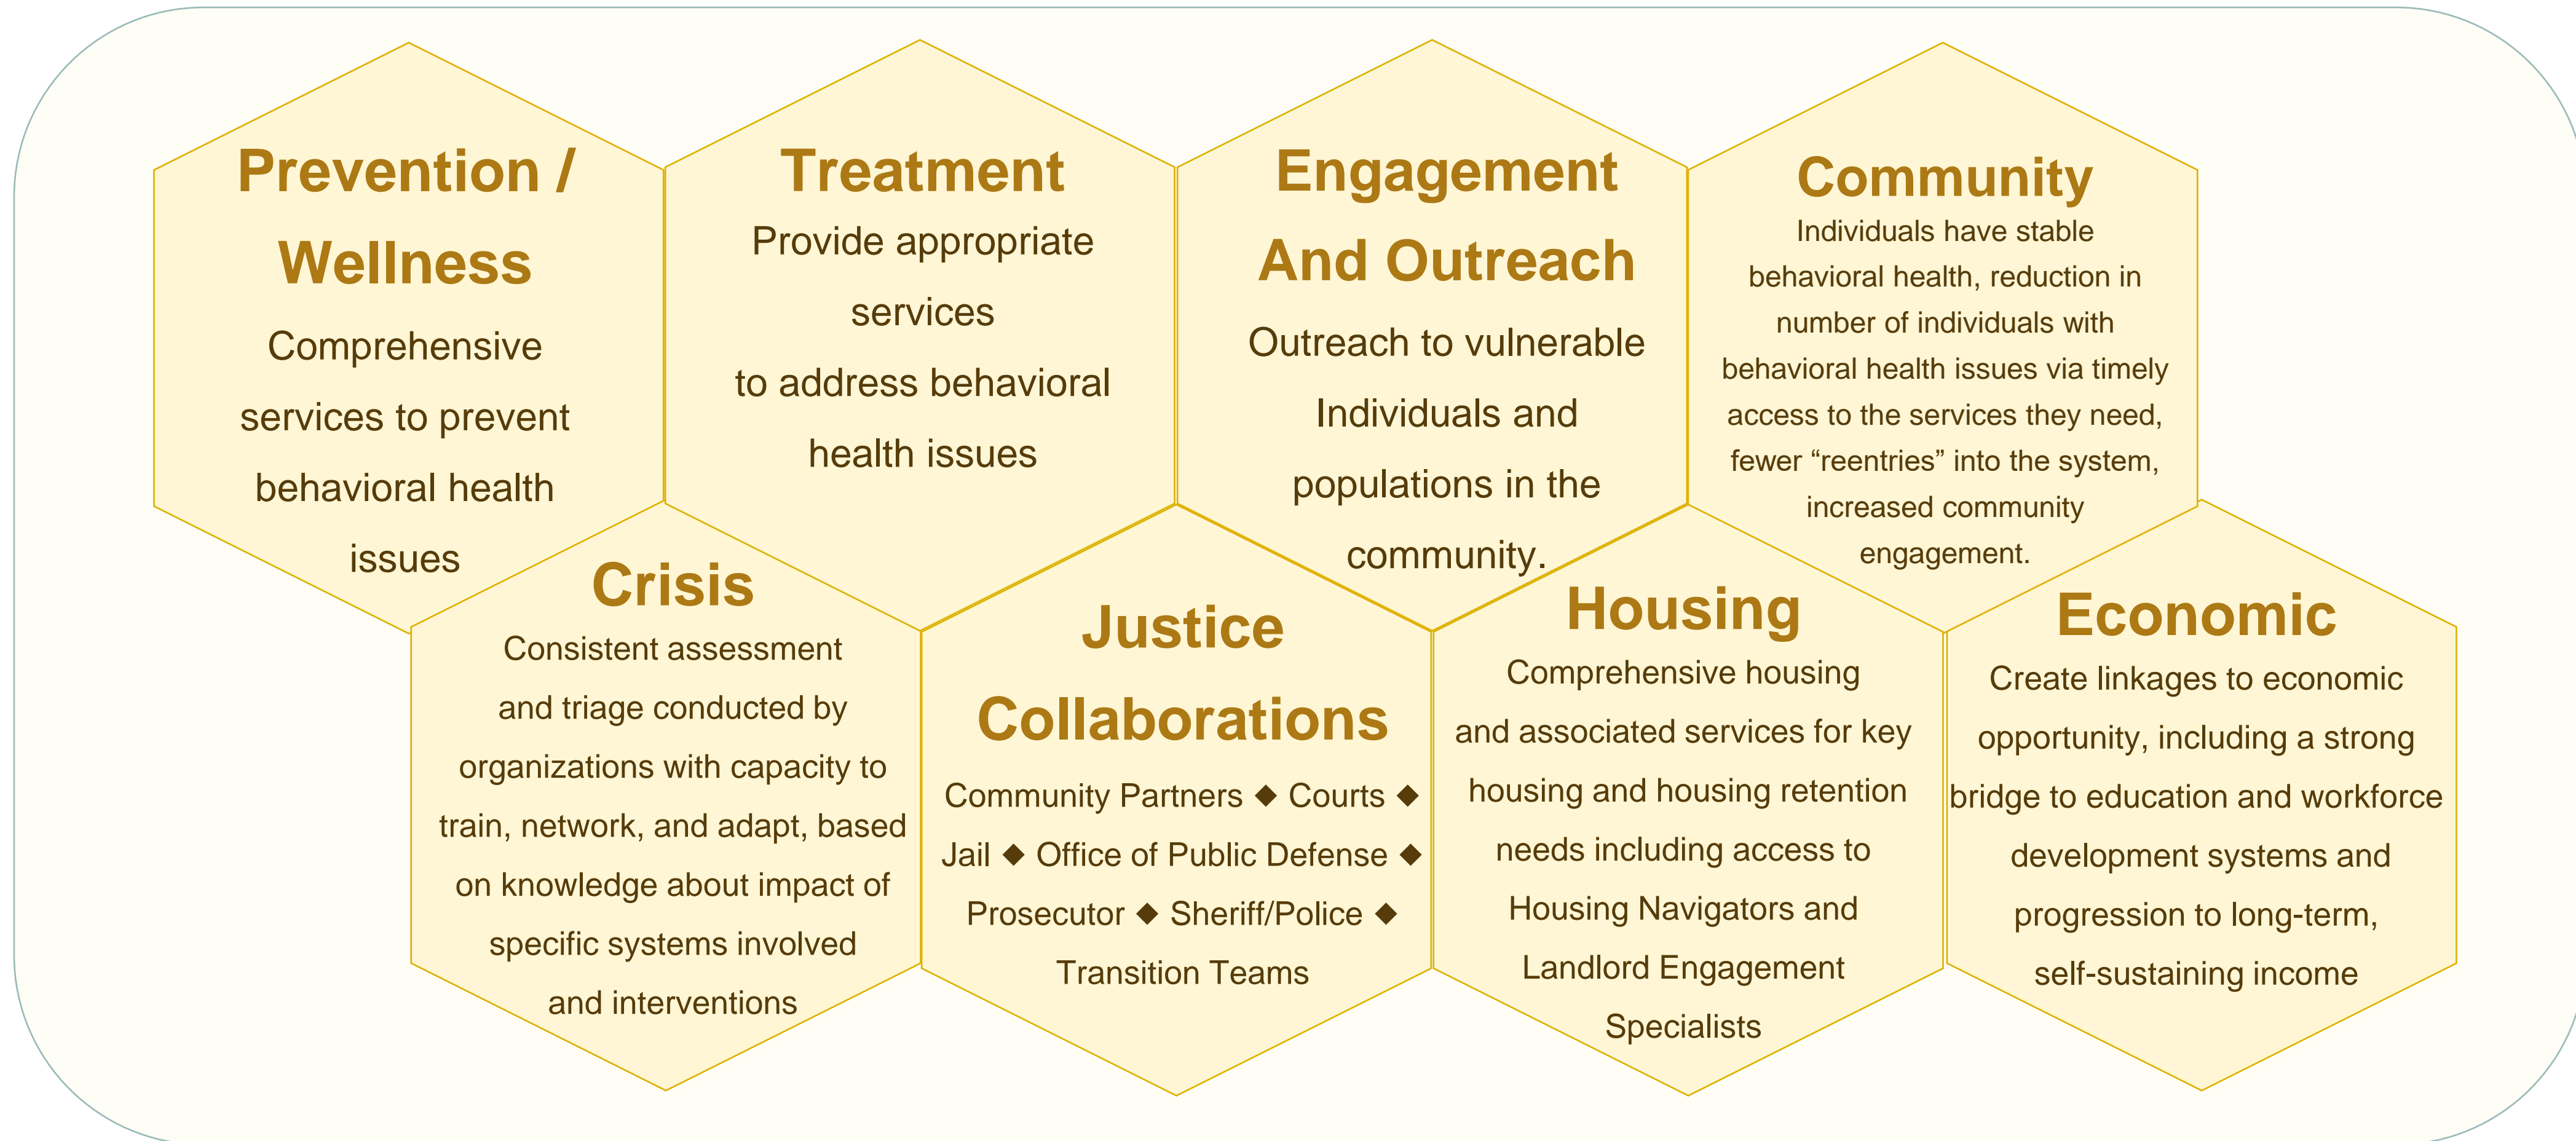 Prevention /
Wellness
Comprehensive
services to prevent
behavioral health
issues
Treatment
Provide appropriate
services
to address behavioral
health issues
Engagement
And Outreach
Outreach to vulnerable
Individuals and
populations in the
community.
Community
Individuals have stable
behavioral health, reduction in
number of individuals with
behavioral health issues via timely
access to the services they need,
fewer “reentries” into the system,
increased community
engagement.
Crisis
Consistent assessment
and triage conducted by
organizations with capacity to
train, network, and adapt, based
on knowledge about impact of
specific systems involved
and interventions
Justice
Collaborations
Community Partners ◆ Courts ◆
Jail ◆ Office of Public Defense ◆
Prosecutor ◆ Sheriff/Police ◆
Transition Teams
Housing
Comprehensive housing
and associated services for key
housing and housing retention
needs including access to
Housing Navigators and
Landlord Engagement
Specialists
Economic
Create linkages to economic
opportunity, including a strong
bridge to education and workforce
development systems and
progression to long-term,
self-sustaining income